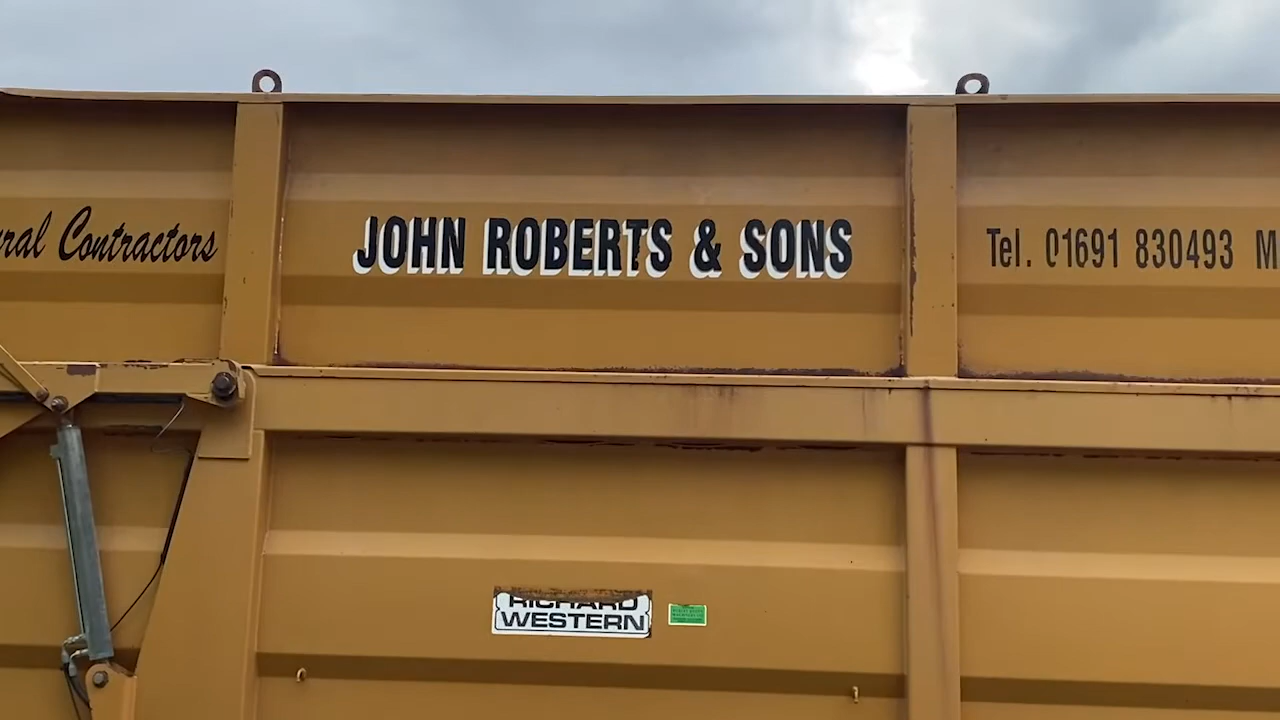 ral Contractors
JOHN ROBERTS & SONS
Tel. 01691 830493 M
RICHARD
WESTERN